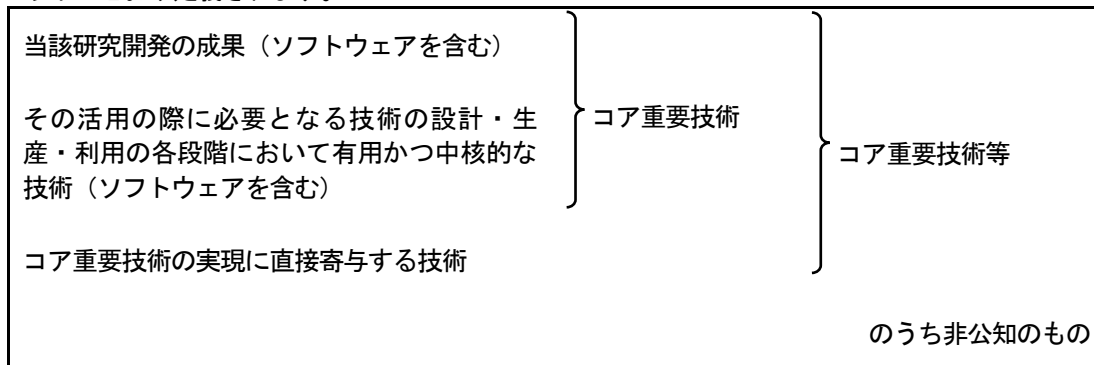 当該研究開発の成果（ソフトウェアを含む）
コア重要技術
その活用の際に必要となる技術の設計・生
産・利用の各段階において有用かつ中核的な
技術（ソフトウェアを含む）
コア重要技術等
コア重要技術の実現に直接寄与する技術
のうち非公知のもの